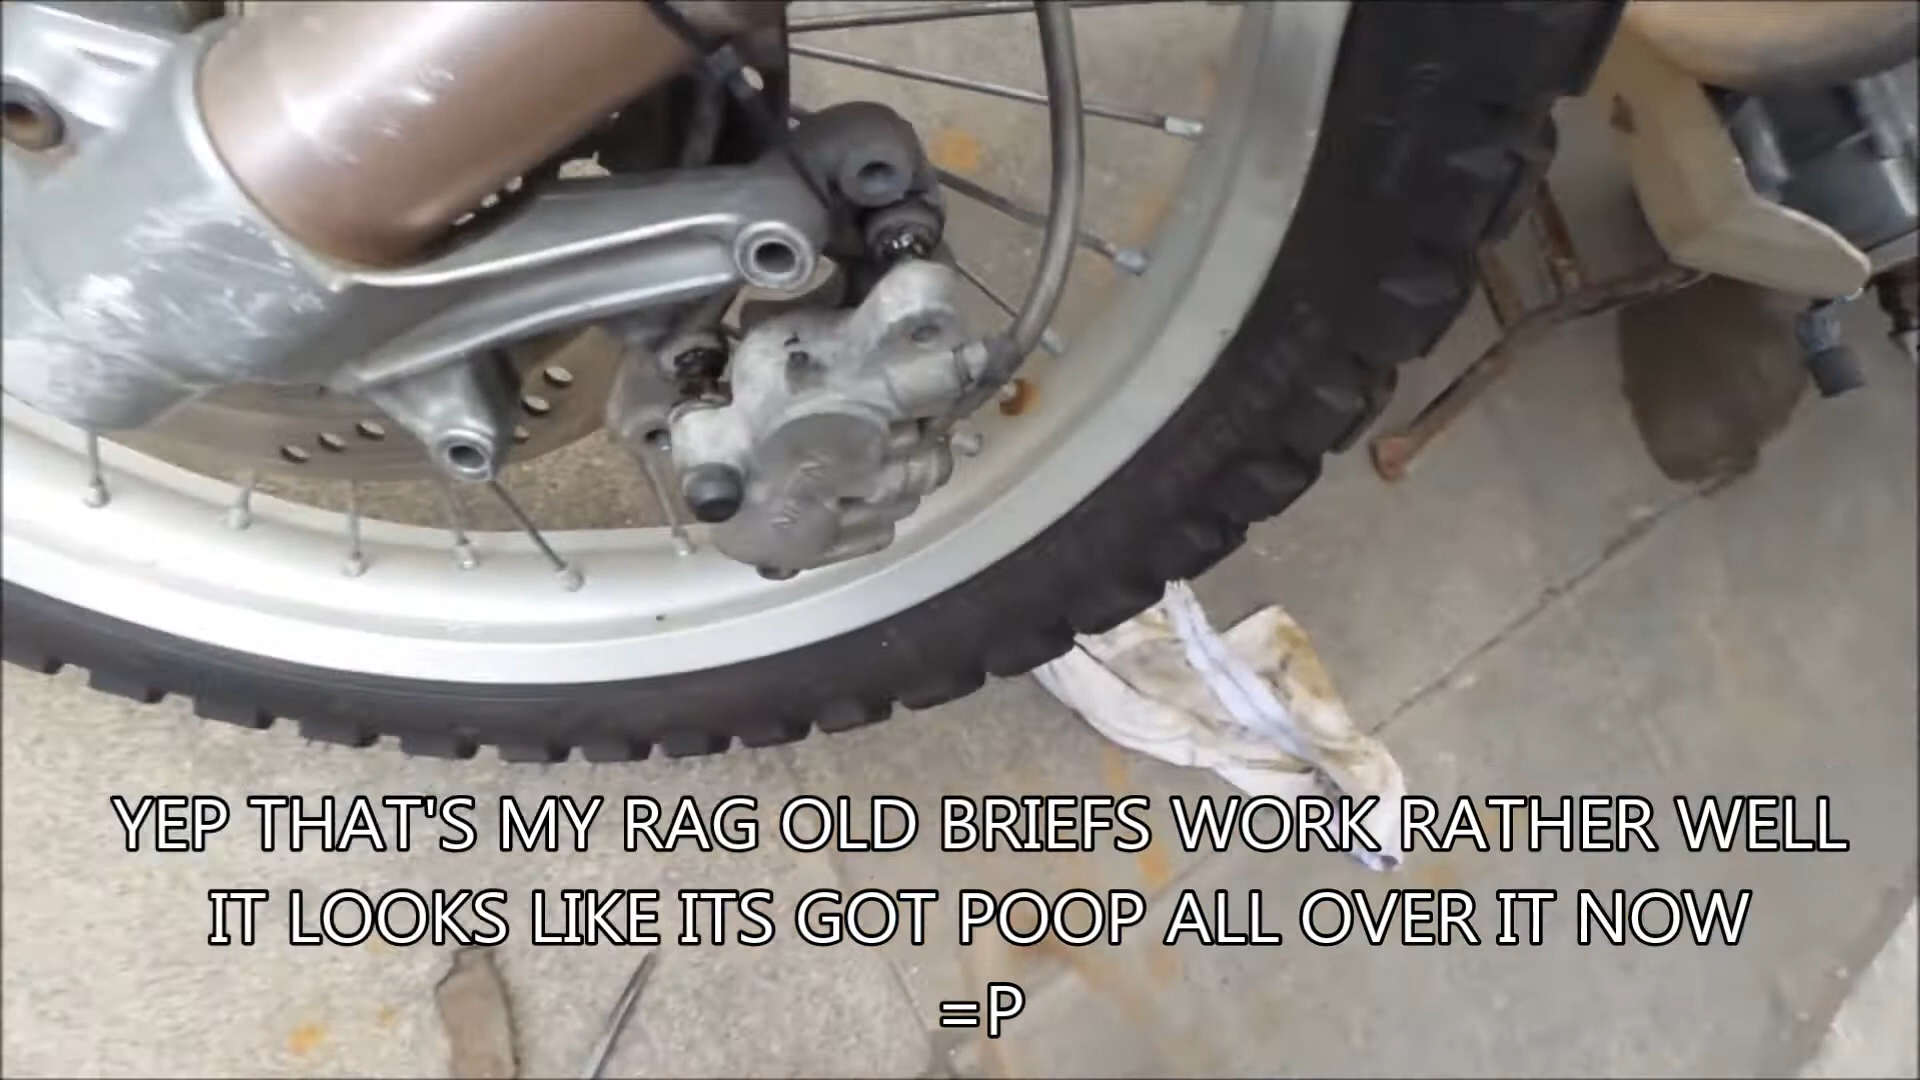 YEP THAT'S MY RAG OLD BRIEFS WORK RATHER WELL
IT LOOKS LIKE ITS GOT POOP ALL OVER IT NOW
=P